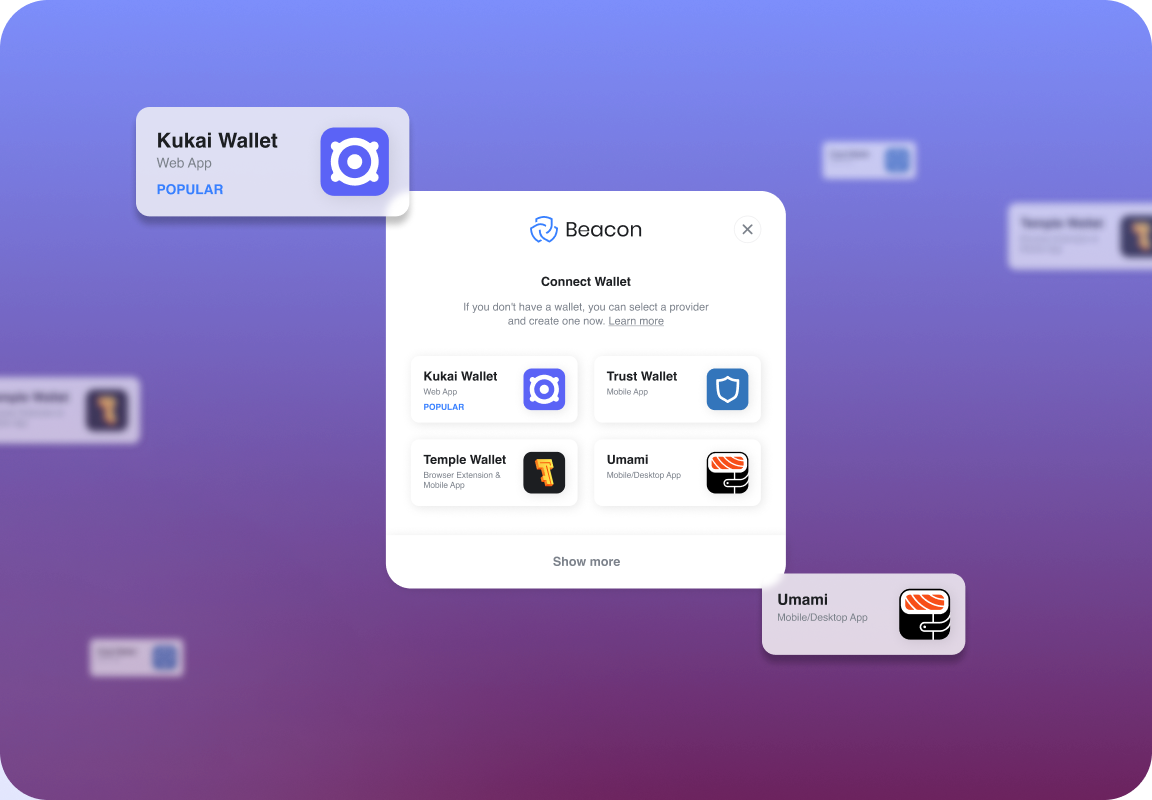 Kukai Wallet
Web App
POPULAR
Beacon
Connect Wallet
If you don't have a wallet, you can select a provider
and create one now. Learn more
Kukai Wallet
Web App
POPULAR
Trust Wallet
Mobile App
Temple Wallet
Browser Extension &
Mobile App
Umami
Mobile/Desktop App
Show more
Umami
Mobile/Desktop App
Temple Wallet